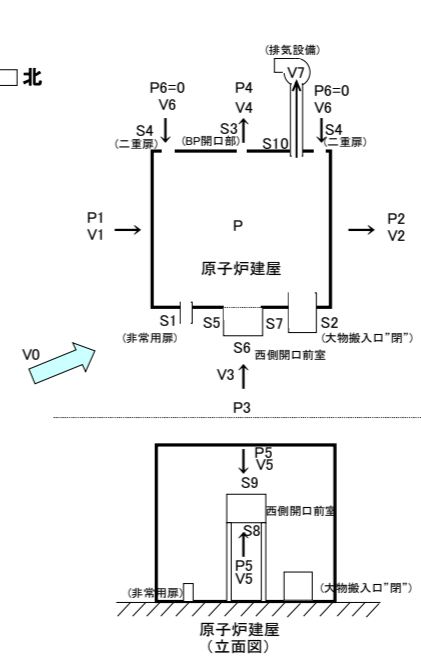 北
(排気設備)
V7
P6=0
V6
P4
V4
P6=0
V6
S4
(二重扉)
S3
(BP開口部)
S10
S4
(二重扉)
P1
V1
P
P2
V2
原子炉建屋
S1
(非常用扉)
S5
S7
S2
(大物搬入口"閉")
S6
西側開口前室
V0
V3
P3
P5
V5
S9
西側開口前室
S8
P5
V5
(非常用扉)
(大物搬入口"閉")
原子炉建屋
(立面図)